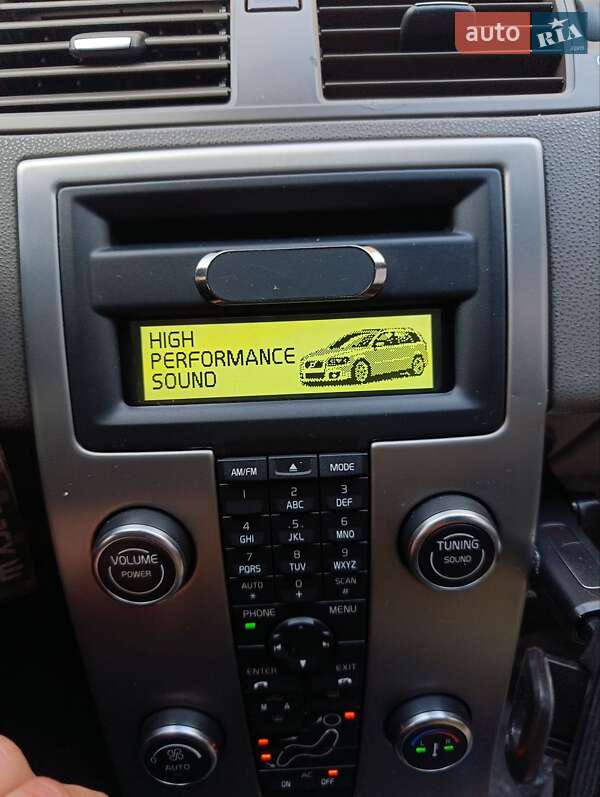 auto RIA .com
HIGH
PERFORMANCE
SOUND
AM/FM MODE
1 2 ABC 3 DEF
4 GHI .5. JKL 6 MNO
7 PQRS 8 TUV 9 WXYZ
AUTO * 0 + SCAN #
VOLUME
POWER
TUNING
SOUND
PHONE MENU
ENTER EXIT
M A
0 AUTO
L R
AC
ON OFF